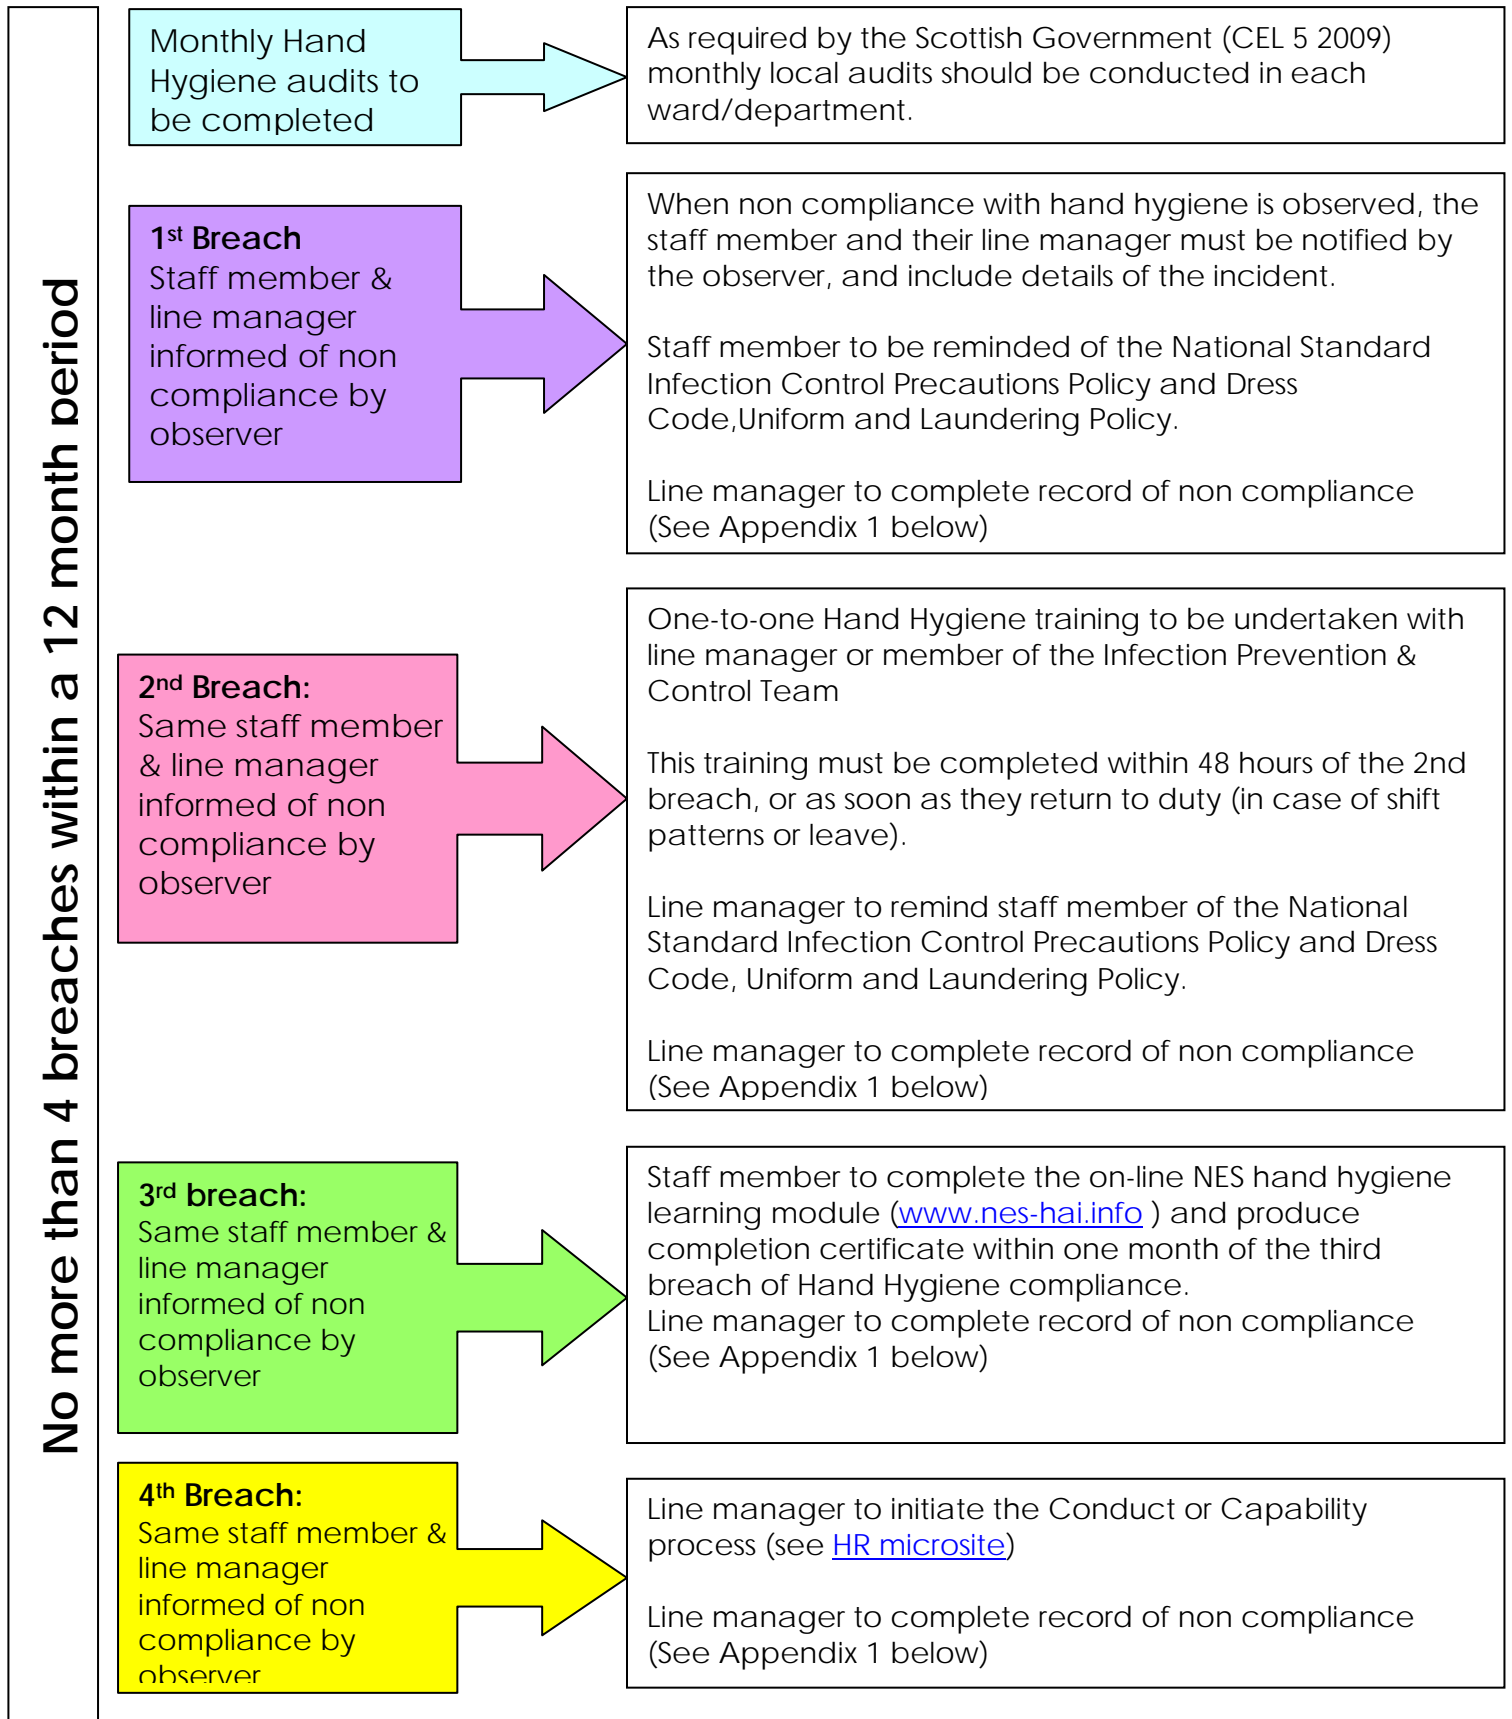 No more than 4 breaches within a 12 month period
Monthly Hand
Hygiene audits to
be completed
As required by the Scottish Government (CEL 5 2009)
monthly local audits should be conducted in each
ward/department.
1st Breach
Staff member &
line manager
informed of non
compliance by
observer
When non compliance with hand hygiene is observed, the
staff member and their line manager must be notified by
the observer, and include details of the incident.
Staff member to be reminded of the National Standard
Infection Control Precautions Policy and Dress
Code,Uniform and Laundering Policy.
Line manager to complete record of non compliance
(See Appendix 1 below)
2nd Breach:
Same staff member
& line manager
informed of non
compliance by
observer
One-to-one Hand Hygiene training to be undertaken with
line manager or member of the Infection Prevention &
Control Team
This training must be completed within 48 hours of the 2nd
breach, or as soon as they return to duty (in case of shift
patterns or leave).
Line manager to remind staff member of the National
Standard Infection Control Precautions Policy and Dress
Code, Uniform and Laundering Policy.
Line manager to complete record of non compliance
(See Appendix 1 below)
3rd breach:
Same staff member &
line manager
informed of non
compliance by
observer
Staff member to complete the on-line NES hand hygiene
learning module (www.nes-hai.info ) and produce
completion certificate within one month of the third
breach of Hand Hygiene compliance.
Line manager to complete record of non compliance
(See Appendix 1 below)
4th Breach:
Same staff member &
line manager
informed of non
compliance by
observer
Line manager to initiate the Conduct or Capability
process (see HR microsite)
Line manager to complete record of non compliance
(See Appendix 1 below)